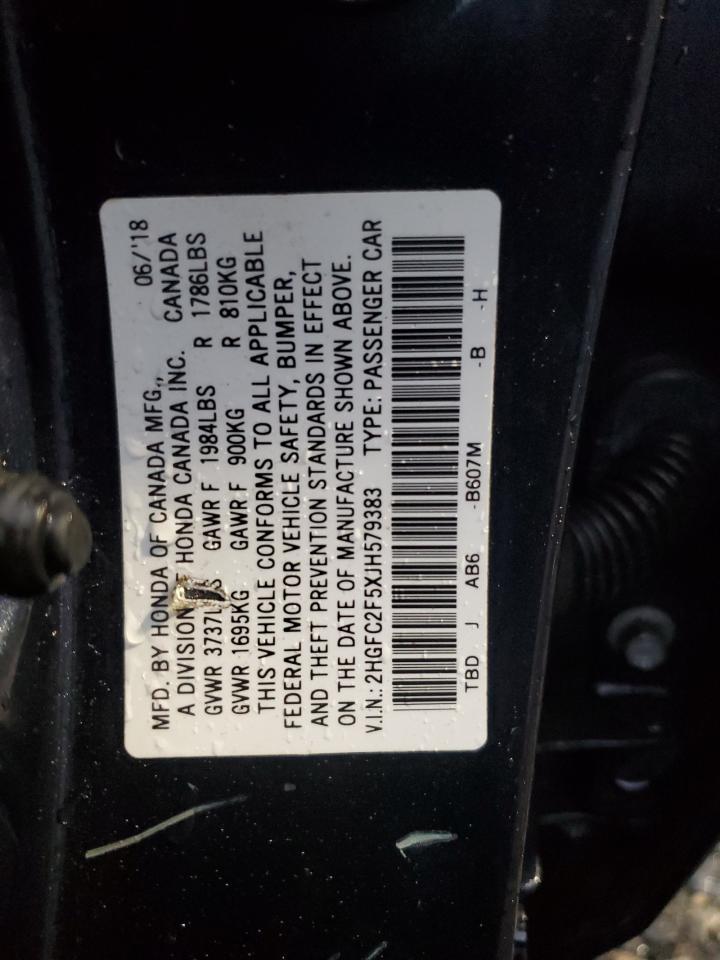 MFD. BY HONDA OF CANADA MFG., 06/'18
A DIVISION HONDA CANADA INC. CANADA
GVWR GAWR F 1984LBS R 1786LBS
GVWR 1695KG GAWR F 900KG R 810KG
THIS VEHICLE CONFORMS TO ALL APPLICABLE
FEDERAL MOTOR VEHICLE SAFETY, BUMPER,
AND THEFT PREVENTION STANDARDS IN EFFECT
ON THE DATE OF MANUFACTURE SHOWN ABOVE.
V.I.N.: 2HGFC2F5XJH579383 TYPE: PASSENGER CAR
TBD J AB6 -B607M -B -H